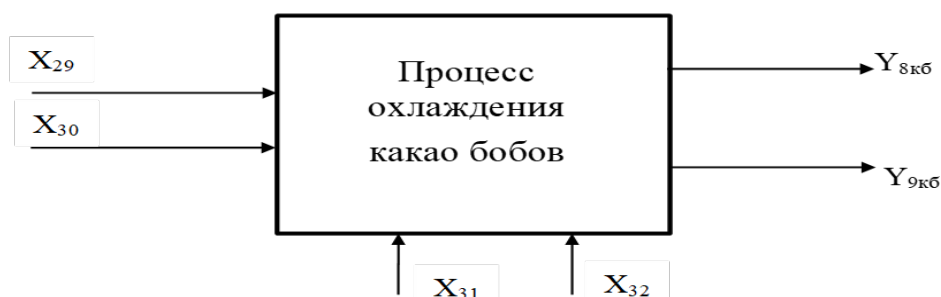 X₂₉
X₃₀
Процесс
охлаждения
какао бобов
Y₈кб
Y₉кб
X₃₁
X₃₂